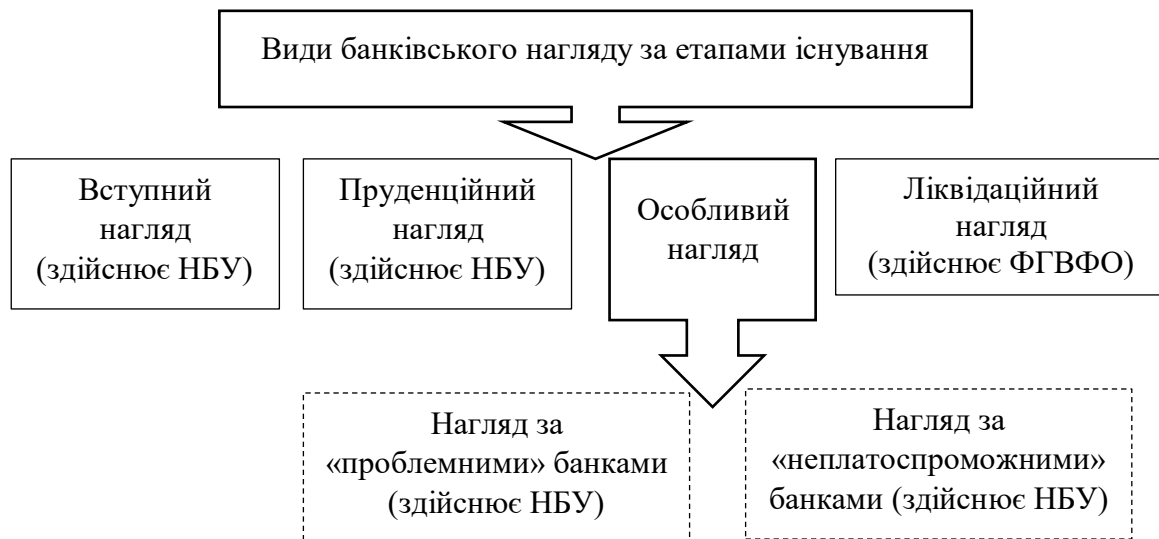 Види банківського нагляду за етапами існування
Вступний
нагляд
(здійснює НБУ)
Пруденційний
нагляд
(здійснює НБУ)
Особливий
нагляд
Ліквідаційний
нагляд
(здійснює ФГВФО)
Нагляд за
«проблемними» банками
(здійснює НБУ)
Нагляд за
«неплатоспроможними»
банками (здійснює НБУ)